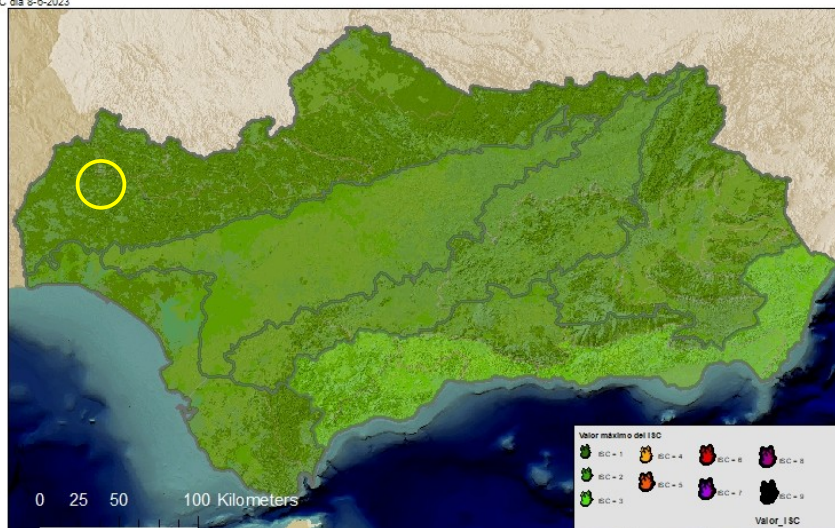 C dia 8-6-2023
0 25 50 100 Kilometers
Valor máximo del ISC
ISC = 1 ISC = 4 ISC = 6 ISC = 8
ISC = 2 ISC = 5 ISC = 7 ISC = 9
ISC = 3
Valor_ISC